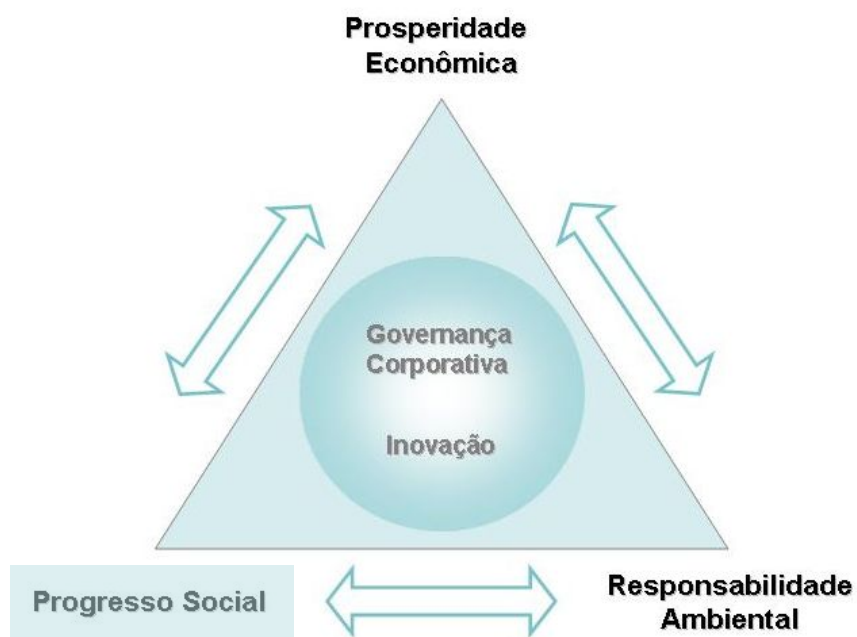 Prosperidade
Econômica
Governança
Corporativa
Inovação
Progresso Social
Responsabilidade
Ambiental